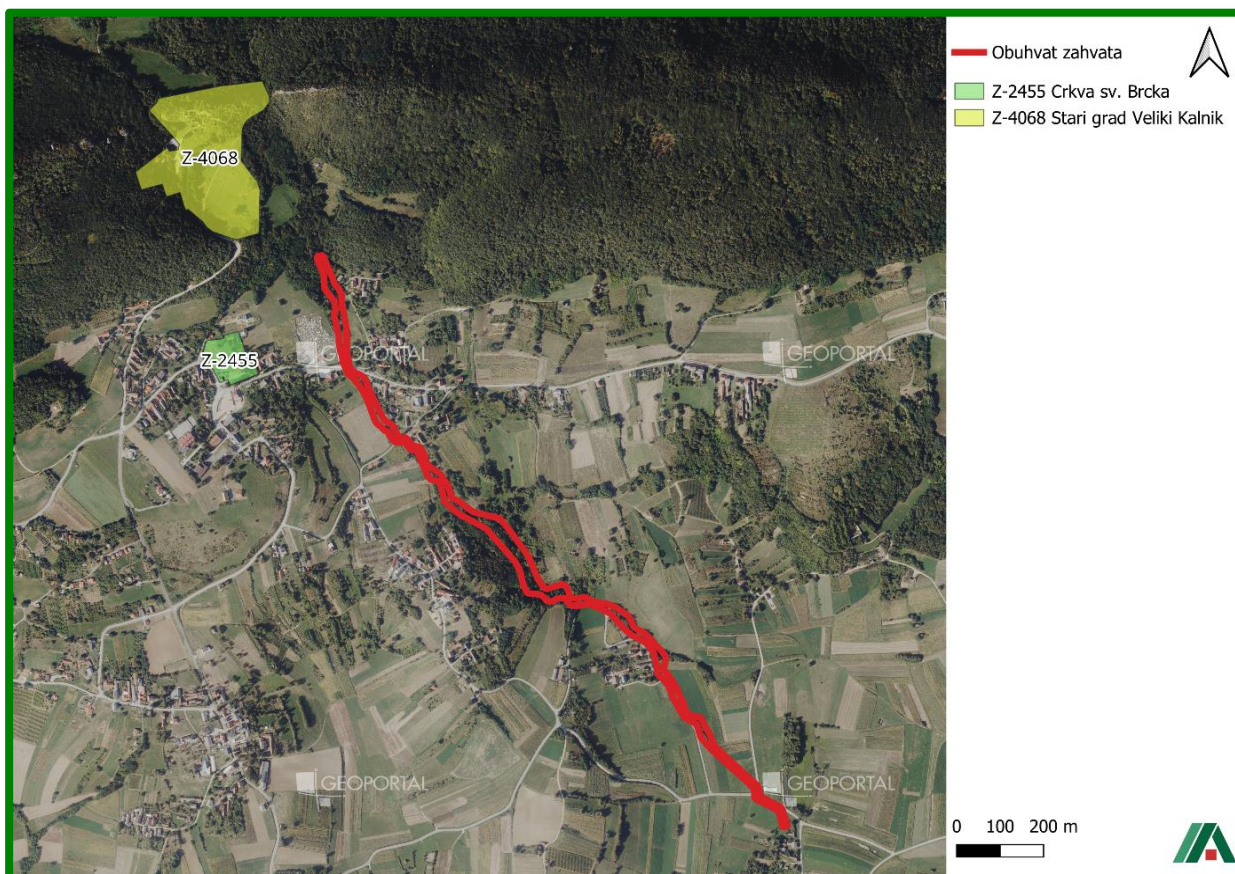 Obuhvat zahvata
Z-2455 Crkva sv. Brcka
Z-4068 Stari grad Veliki Kalnik
Z-4068
Z-2455
GEOPORTAL
GEOPORTAL
GEOPORTAL
GEOPORTAL
0 100 200 m